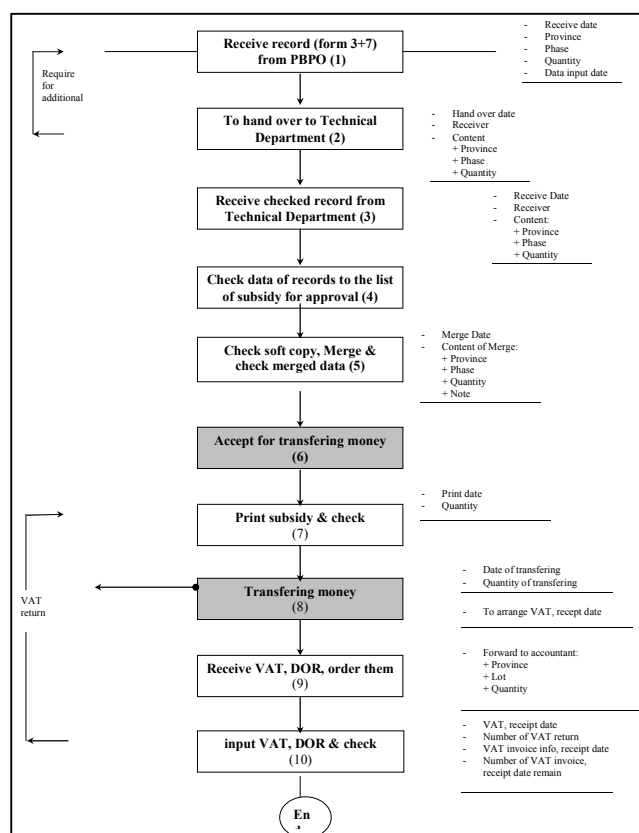 Receive record (form 3+7)
from PBPO (1)
- Receive date
- Province
- Phase
- Quantity
- Data input date
Require
for
additional
To hand over to Technical
Department (2)
- Hand over date
- Receiver
- Content
+ Province
+ Phase
+ Quantity
Receive checked record from
Technical Department (3)
- Receive Date
- Receiver
- Content:
+ Province
+ Phase
+ Quantity
Check data of records to the list
of subsidy for approval (4)
Check soft copy, Merge &
check merged data (5)
- Merge Date
- Content of Merge:
+ Province
+ Phase
+ Quantity
+ Note
Accept for transfering money
(6)
Print subsidy & check
(7)
- Print date
- Quantity
VAT
return
Transfering money
(8)
- Date of transfering
- Quantity of transfering
- To arrange VAT, recept date
Receive VAT, DOR, order them
(9)
- Forward to accountant:
+ Province
+ Lot
+ Quantity
input VAT, DOR & check
(10)
- VAT, receipt date
- Number of VAT return
- VAT invoice info, receipt date
- Number of VAT invoice,
receipt date remain
En